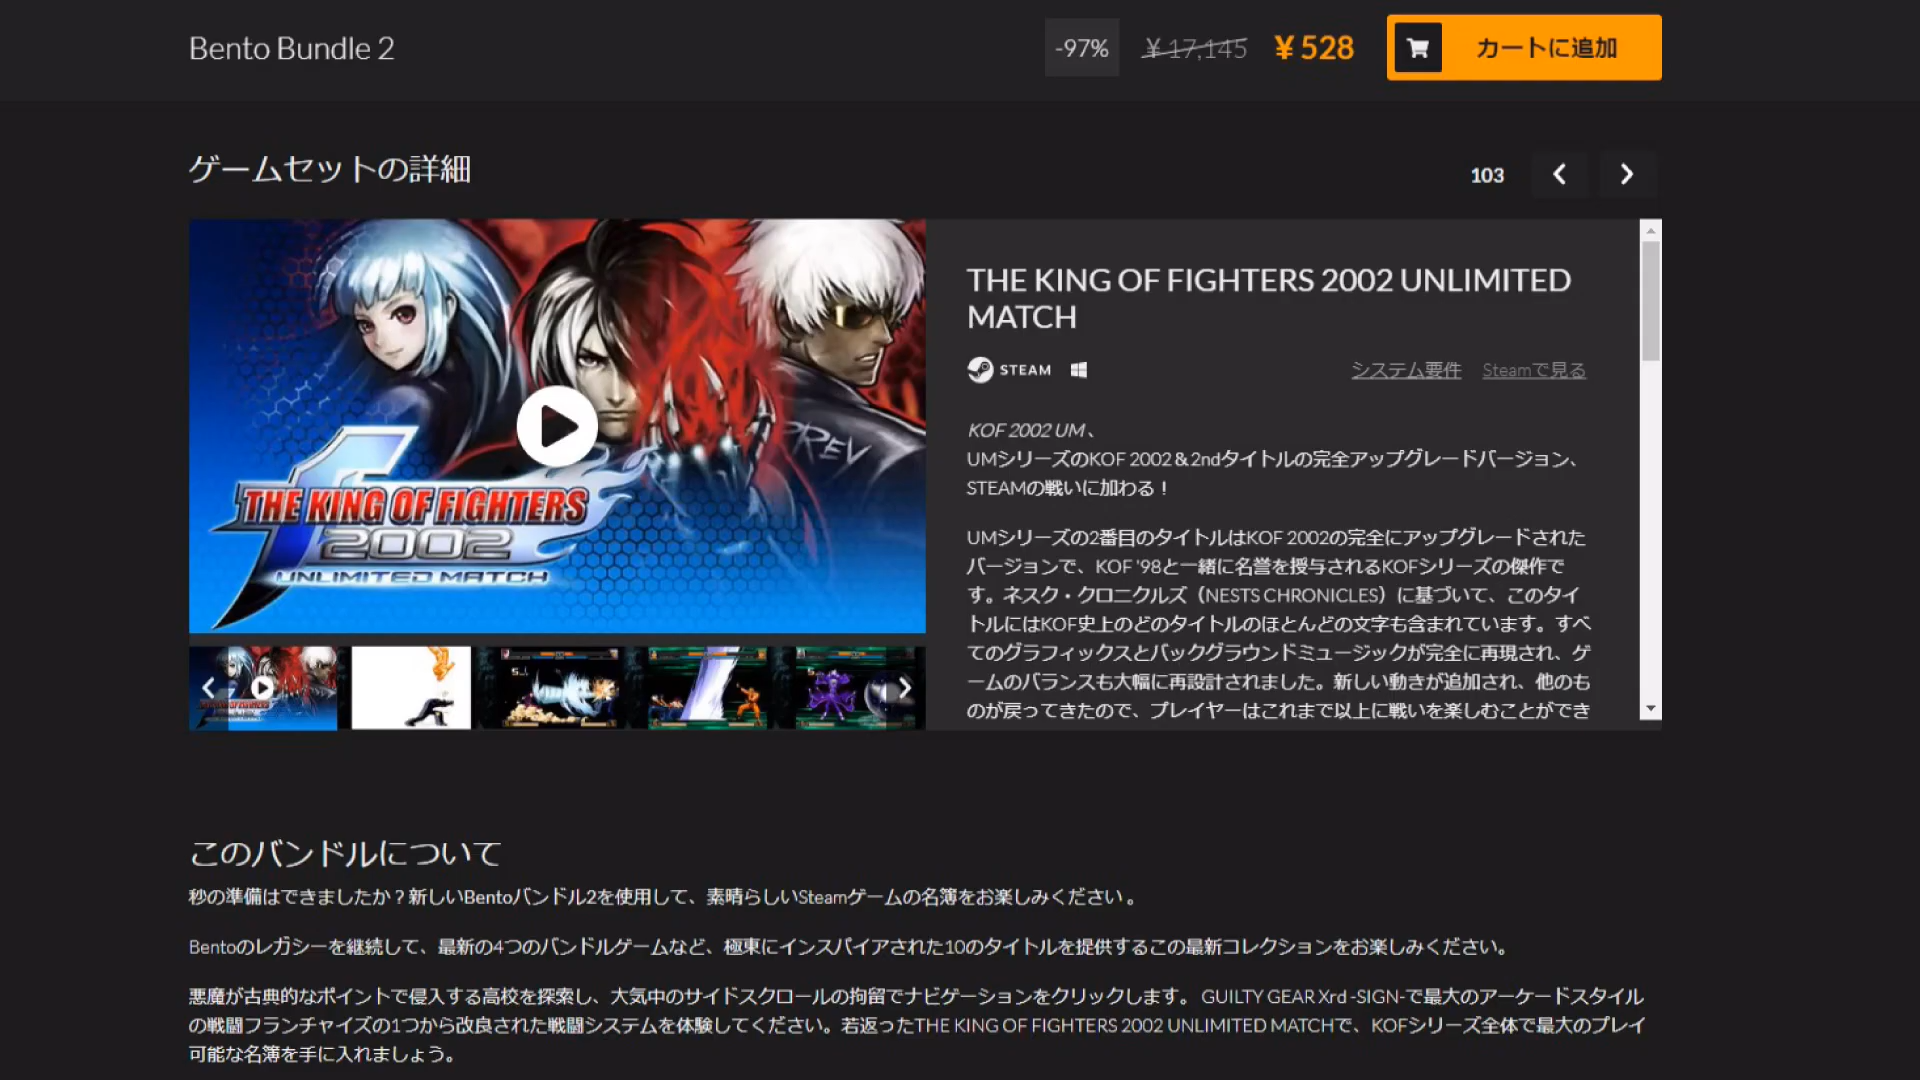 Bento Bundle 2
-97% ¥17,145 ¥528 カートに追加
ゲームセットの詳細
103
THE KING OF FIGHTERS 2002 UNLIMITED
MATCH
STEAM システム要件 Steamで見る
KOF 2002 UM、
UMシリーズのKOF 2002&2ndタイトルの完全アップグレードバージョン、
STEAMの戦いに加わる！
UMシリーズの2番目のタイトルはKOF 2002の完全にアップグレードされた
バージョンで、KOF '98と一緒に名誉を授与されるKOFシリーズの傑作で
す。ネスク・クロニクルズ（NESTS CHRONICLES）に基づいて、このタイ
トルにはKOF史上のどのタイトルのほとんどの文字も含まれています。すべ
てのグラフィックスとバックグラウンドミュージックが完全に再現され、ゲ
ームのバランスも大幅に再設計されました。新しい動きが追加され、他のも
のが戻ってきたので、プレイヤーはこれまで以上に戦いを楽しむことができ
PREY
THE KING OF FIGHTERS
2002
UNLIMITED MATCH
このバンドルについて
秒の準備はできましたか？新しいBentoバンドル2を使用して、素晴らしいSteamゲームの名簿をお楽しみください。
Bentoのレガシーを継続して、最新の4つのバンドルゲームなど、極東にインスパイアされた10のタイトルを提供するこの最新コレクションをお楽しみください。
悪魔が古典的なポイントで侵入する高校を探索し、大気中のサイドスクロールの拘留でナビゲーションをクリックします。 GUILTY GEAR Xrd -SIGN-で最大のアーケードスタイル
の戦闘フランチャイズの1つから改良された戦闘システムを体験してください。若返ったTHE KING OF FIGHTERS 2002 UNLIMITED MATCHで、KOFシリーズ全体で最大のプレイ
可能な名簿を手に入れましょう。